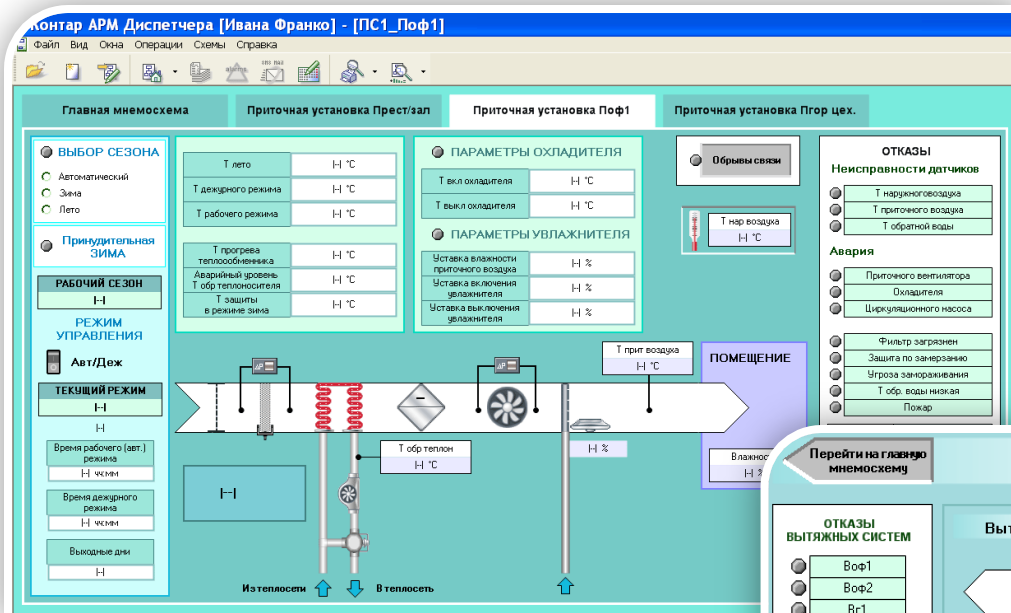 Контар АРМ Диспетчера [Ивана Франко] - [ПС1_Поф1]
Файл Вид Окна Операции Схемы Справка
Главная мнемосхема
Приточная установка Прест/зал
Приточная установка Поф1
Приточная установка Пгор цех.
ВЫБОР СЕЗОНА
Автоматический
Зима
Лето
Принудительная
ЗИМА
РАБОЧИЙ СЕЗОН
|--|
РЕЖИМ
УПРАВЛЕНИЯ
Авт/Деж
ТЕКУЩИЙ РЕЖИМ
|--|
|-|
Время рабочего (авт.)
режима
|-| чч:мм
Время дежурного
режима
|-| чч:мм
Выходные дни
|-|
Т лето |-| °C
Т дежурного режима |-| °C
Т рабочего режима |-| °C
Т прогрева
теплоообменника |-| °C
Аварийный уровень
Т обр теплоносителя |-| °C
Т защиты
в режиме зима |-| °C
ПАРАМЕТРЫ ОХЛАДИТЕЛЯ
Т вкл охладителя |-| °C
Т выкл охладителя |-| °C
ПАРАМЕТРЫ УВЛАЖНИТЕЛЯ
Уставка влажности
приточного воздуха |-| %
Уставка включения
увлажнителя |-| %
Уставка выключения
увлажнителя |-| %
Обрывы связи
Т нар воздуха
|-| °C
ОТКАЗЫ
Неисправности датчиков
Т наружноговоздуха
Т приточного воздуха
Т обратной воды
Авария
Приточного вентилятора
Охладителя
Циркуляционного насоса
Фильтр загрязнен
Защита по замерзанию
Угроза замораживания
Т обр. воды низкая
Пожар
ΔP
ΔP
Т прит воздуха
|-| °C
ПОМЕЩЕНИЕ
Т обр теплон
|-| °C
|-| %
Влажнос
|-| %
|--|
Из теплосети
В теплосеть
Перейти на главную
мнемосхему
ОТКАЗЫ
ВЫТЯЖНЫХ СИСТЕМ
Воф1
Воф2
Вг1
Выт